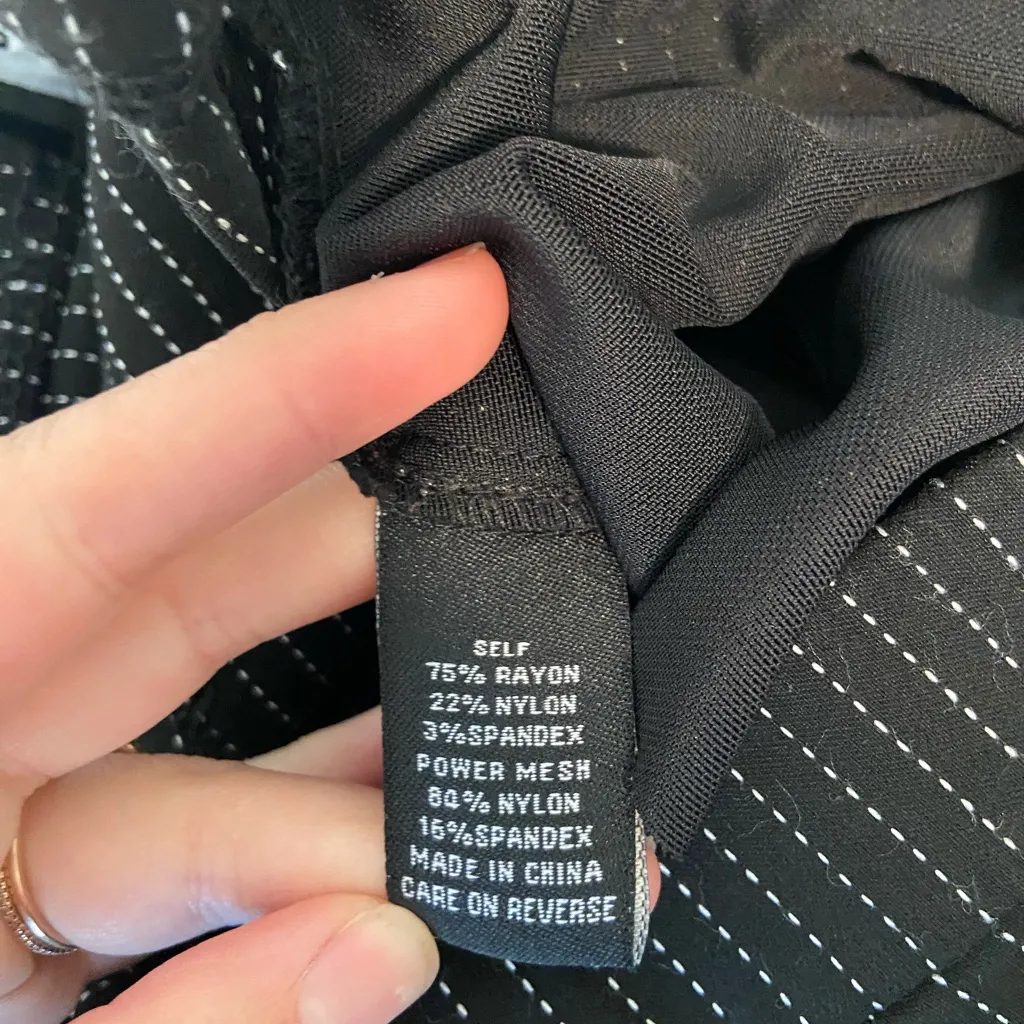 SELF
75% RAYON
22% NYLON
3%SPANDEX
POWER MESH
84% NYLON
16%SPANDEX
MADE IN CHINA
CARE ON REVERSE